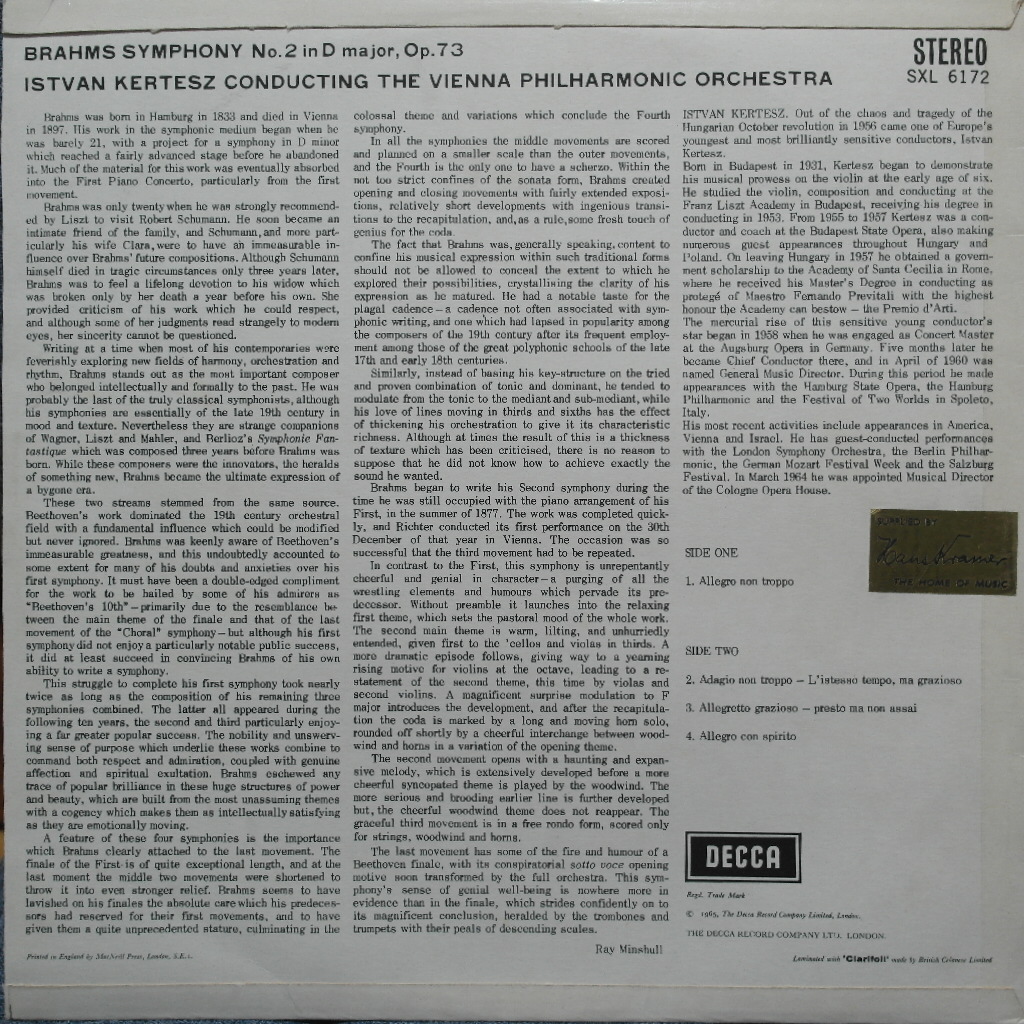 BRAHMS SYMPHONY No.2 in D major, Op.73
ISTVAN KERTESZ CONDUCTING THE VIENNA PHILHARMONIC ORCHESTRA
STEREO
SXL 6172
Brahms was born in Hamburg in 1833 and died in Vienna
in 1897. His work in the symphonic medium began when he
was barely 21, with a project for a symphony in D minor
which reached a fairly advanced stage before he abandoned
it. Much of the material for this work was eventually absorbed
into the First Piano Concerto, particularly from the first
movement.
Brahms was only twenty when he was strongly recommend-
ed by Liszt to visit Robert Schumann. He soon became an
intimate friend of the family, and Schumann, and more part-
icularly his wife Clara, were to have an immeasurable in-
fluence over Brahms' future compositions. Although Schumann
himself died in tragic circumstances only three years later,
Brahms was to feel a lifelong devotion to his widow which
was broken only by her death a year before his own. She
provided criticism of his work which he could respect,
and although some of her judgments read strangely to modern
eyes, her sincerity cannot be questioned.
Writing at a time when most of his contemporaries were
feverishly exploring new fields of harmony, orchestration and
rhythm, Brahms stands out as the most important composer
who belonged intellectually and formally to the past. He was
probably the last of the truly classical symphonists, although
his symphonies are essentially of the late 19th century in
mood and texture. Nevertheless they are strange companions
of Wagner, Liszt and Mahler, and Berlioz's Symphonie Fan-
tastique which was composed three years before Brahms was
born. While these composers were the innovators, the heralds
of something new, Brahms became the ultimate expression of
a bygone era.
These two streams stemmed from the same source.
Beethoven's work dominated the 19th century orchestral
field with a fundamental influence which could be modified
but never ignored. Brahms was keenly aware of Beethoven's
immeasurable greatness, and this undoubtedly accounted to
some extent for many of his doubts and anxieties over his
first symphony. It must have been a double-edged compliment
for the work to be hailed by some of his admirers as
"Beethoven's 10th" – primarily due to the resemblance be-
tween the main theme of the finale and that of the last
movement of the "Choral" symphony – but although his first
symphony did not enjoy a particularly notable public success,
it did at least succeed in convincing Brahms of his own
ability to write a symphony.
This struggle to complete his first symphony took nearly
twice as long as the composition of his remaining three
symphonies combined. The latter all appeared during the
following ten years, the second and third particularly enjoy-
ing a far greater popular success. The nobility and unswerv-
ing sense of purpose which underlie these works combine to
command both respect and admiration, coupled with genuine
affection and spiritual exultation. Brahms eschewed any
trace of popular brilliance in these huge structures of power
and beauty, which are built from the most unassuming themes
with a cogency which makes them as intellectually satisfying
as they are emotionally moving.
A feature of these four symphonies is the importance
which Brahms clearly attached to the last movement. The
finale of the First is of quite exceptional length, and at the
last moment the middle two movements were shortened to
throw it into even stronger relief. Brahms seems to have
lavished on his finales the absolute care which his predeces-
sors had reserved for their first movements, and to have
given them a quite unprecedented stature, culminating in the
colossal theme and variations which conclude the Fourth
symphony.
In all the symphonies the middle movements are scored
and planned on a smaller scale than the outer movements,
and the Fourth is the only one to have a scherzo. Within the
not too strict confines of the sonata form, Brahms created
opening and closing movements with fairly extended exposi-
tions, relatively short developments with ingenious transi-
tions to the recapitulation, and, as a rule, some fresh touch of
genius for the coda.
The fact that Brahms was, generally speaking, content to
confine his musical expression within such traditional forms
should not be allowed to conceal the extent to which he
explored their possibilities, crystallising the clarity of his
expression as he matured. He had a notable taste for the
plagal cadence – a cadence not often associated with sym-
phonic writing, and one which had lapsed in popularity among
the composers of the 19th century after its frequent employ-
ment among those of the great polyphonic schools of the late
17th and early 18th centuries.
Similarly, instead of basing his key-structure on the tried
and proven combination of tonic and dominant, he tended to
modulate from the tonic to the mediant and sub-mediant, while
his love of lines moving in thirds and sixths has the effect
of thickening his orchestration to give it its characteristic
richness. Although at times the result of this is a thickness
of texture which has been criticised, there is no reason to
suppose that he did not know how to achieve exactly the
sound he wanted.
Brahms began to write his Second symphony during the
time he was still occupied with the piano arrangement of his
First, in the summer of 1877. The work was completed quick-
ly, and Richter conducted its first performance on the 30th
December of that year in Vienna. The occasion was so
successful that the third movement had to be repeated.
In contrast to the First, this symphony is unrepentantly
cheerful and genial in character – a purging of all the
wrestling elements and humours which pervade its pre-
decessor. Without preamble it launches into the relaxing
first theme, which sets the pastoral mood of the whole work.
The second main theme is warm, lilting, and unhurriedly
extended, given first to the 'cellos and violas in thirds. A
more dramatic episode follows, giving way to a yearning
rising motive for violins at the octave, leading to a re-
statement of the second theme, this time by violas and
second violins. A magnificent surprise modulation to F
major introduces the development, and after the recapitula-
tion the coda is marked by a long and moving horn solo,
rounded off shortly by a cheerful interchange between wood-
wind and horns in a variation of the opening theme.
The second movement opens with a haunting and expan-
sive melody, which is extensively developed before a more
cheerful syncopated theme is played by the woodwind. The
more serious and brooding earlier line is further developed
but, the cheerful woodwind theme does not reappear. The
graceful third movement is in a free rondo form, scored only
for strings, woodwind and horns.
The last movement has some of the fire and humour of a
Beethoven finale, with its conspiratorial sotto voce opening
motive soon transformed by the full orchestra. This sym-
phony's sense of genial well-being is nowhere more in
evidence than in the finale, which strides confidently on to
its magnificent conclusion, heralded by the trombones and
trumpets with their peals of descending scales.
Ray Minshull
ISTVAN KERTESZ. Out of the chaos and tragedy of the
Hungarian October revolution in 1956 came one of Europe's
youngest and most brilliantly sensitive conductors, Istvan
Kertesz.
Born in Budapest in 1931, Kertesz began to demonstrate
his musical prowess on the violin at the early age of six.
He studied the violin, composition and conducting at the
Franz Liszt Academy in Budapest, receiving his degree in
conducting in 1953. From 1955 to 1957 Kertesz was a con-
ductor and coach at the Budapest State Opera, also making
numerous guest appearances throughout Hungary and
Poland. On leaving Hungary in 1957 he obtained a govern-
ment scholarship to the Academy of Santa Cecilia in Rome,
where he received his Master's Degree in conducting as
protegé of Maestro Fernando Previtali with the highest
honour the Academy can bestow – the Premio d'Arti.
The mercurial rise of this sensitive young conductor's
star began in 1958 when he was engaged as Concert Master
at the Augsburg Opera in Germany. Five months later he
became Chief Conductor there, and in April of 1960 was
named General Music Director. During this period he made
appearances with the Hamburg State Opera, the Hamburg
Philharmonic and the Festival of Two Worlds in Spoleto,
Italy.
His most recent activities include appearances in America,
Vienna and Israel. He has guest-conducted performances
with the London Symphony Orchestra, the Berlin Philhar-
monic, the German Mozart Festival Week and the Salzburg
Festival. In March 1964 he was appointed Musical Director
of the Cologne Opera House.
SUPPLIED BY
Hans Kramer
THE HOME OF MUSIC
SIDE ONE
1. Allegro non troppo
SIDE TWO
2. Adagio non troppo – L'istesso tempo, ma grazioso
3. Allegretto grazioso – presto ma non assai
4. Allegro con spirito
DECCA
Regd. Trade Mark
© 1965, The Decca Record Company Limited, London.
THE DECCA RECORD COMPANY LTD. LONDON.
Printed in England by MacNeill Press, London, S.E.1.
Laminated with 'Clarifoil' made by British Celanese Limited